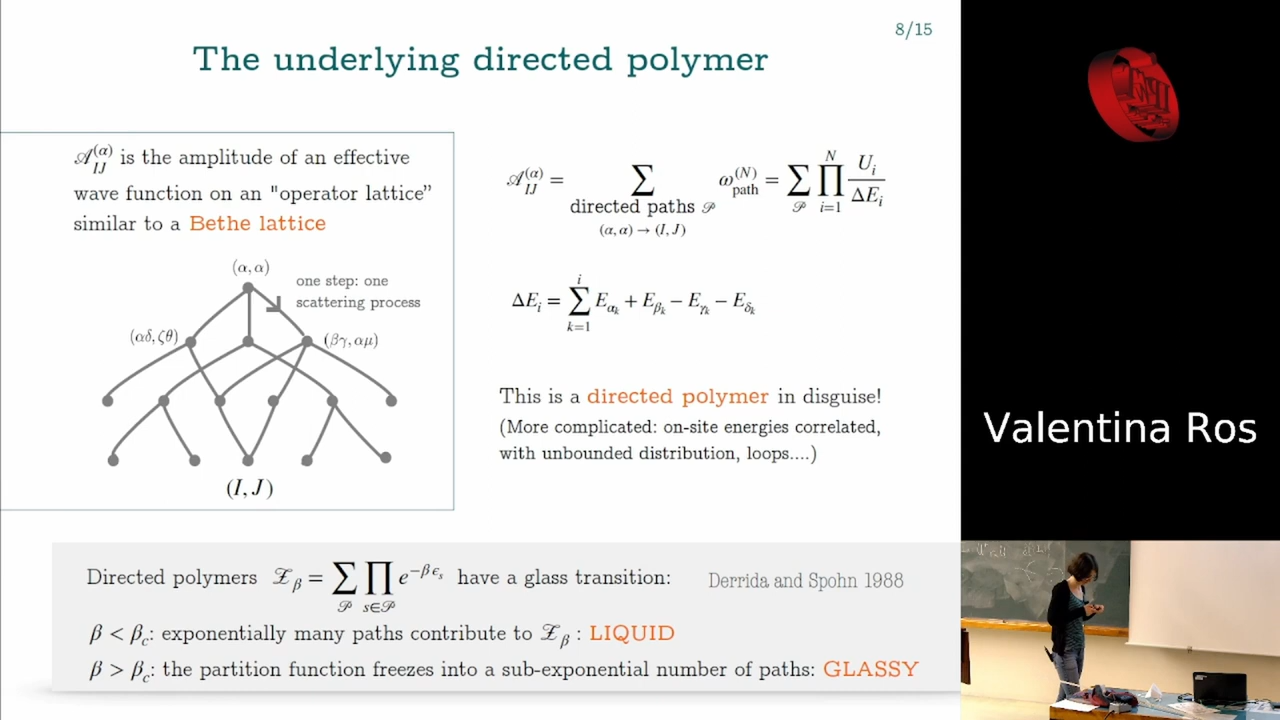 8/15
The underlying directed polymer
𝒜_{IJ}^{(α)} is the amplitude of an effective
wave function on an "operator lattice"
similar to a Bethe lattice
(α, α)
one step: one
scattering process
(αδ, ζθ)
(βγ, αμ)
(I, J)
𝒜_{IJ}^{(α)} = ∑_{directed paths 𝒫 (α,α) → (I,J)} ω_{path}^{(N)} = ∑_𝒫 ∏_{i=1}^{N} U_i / ΔE_i
ΔE_i = ∑_{k=1}^{i} E_{α_k} + E_{β_k} − E_{γ_k} − E_{δ_k}
This is a directed polymer in disguise!
(More complicated: on-site energies correlated,
with unbounded distribution, loops....)
Directed polymers 𝒵_β = ∑_𝒫 ∏_{s∈𝒫} e^{−βϵ_s} have a glass transition: Derrida and Spohn 1988
β < β_c: exponentially many paths contribute to 𝒵_β : LIQUID
β > β_c: the partition function freezes into a sub-exponential number of paths: GLASSY
Valentina Ros